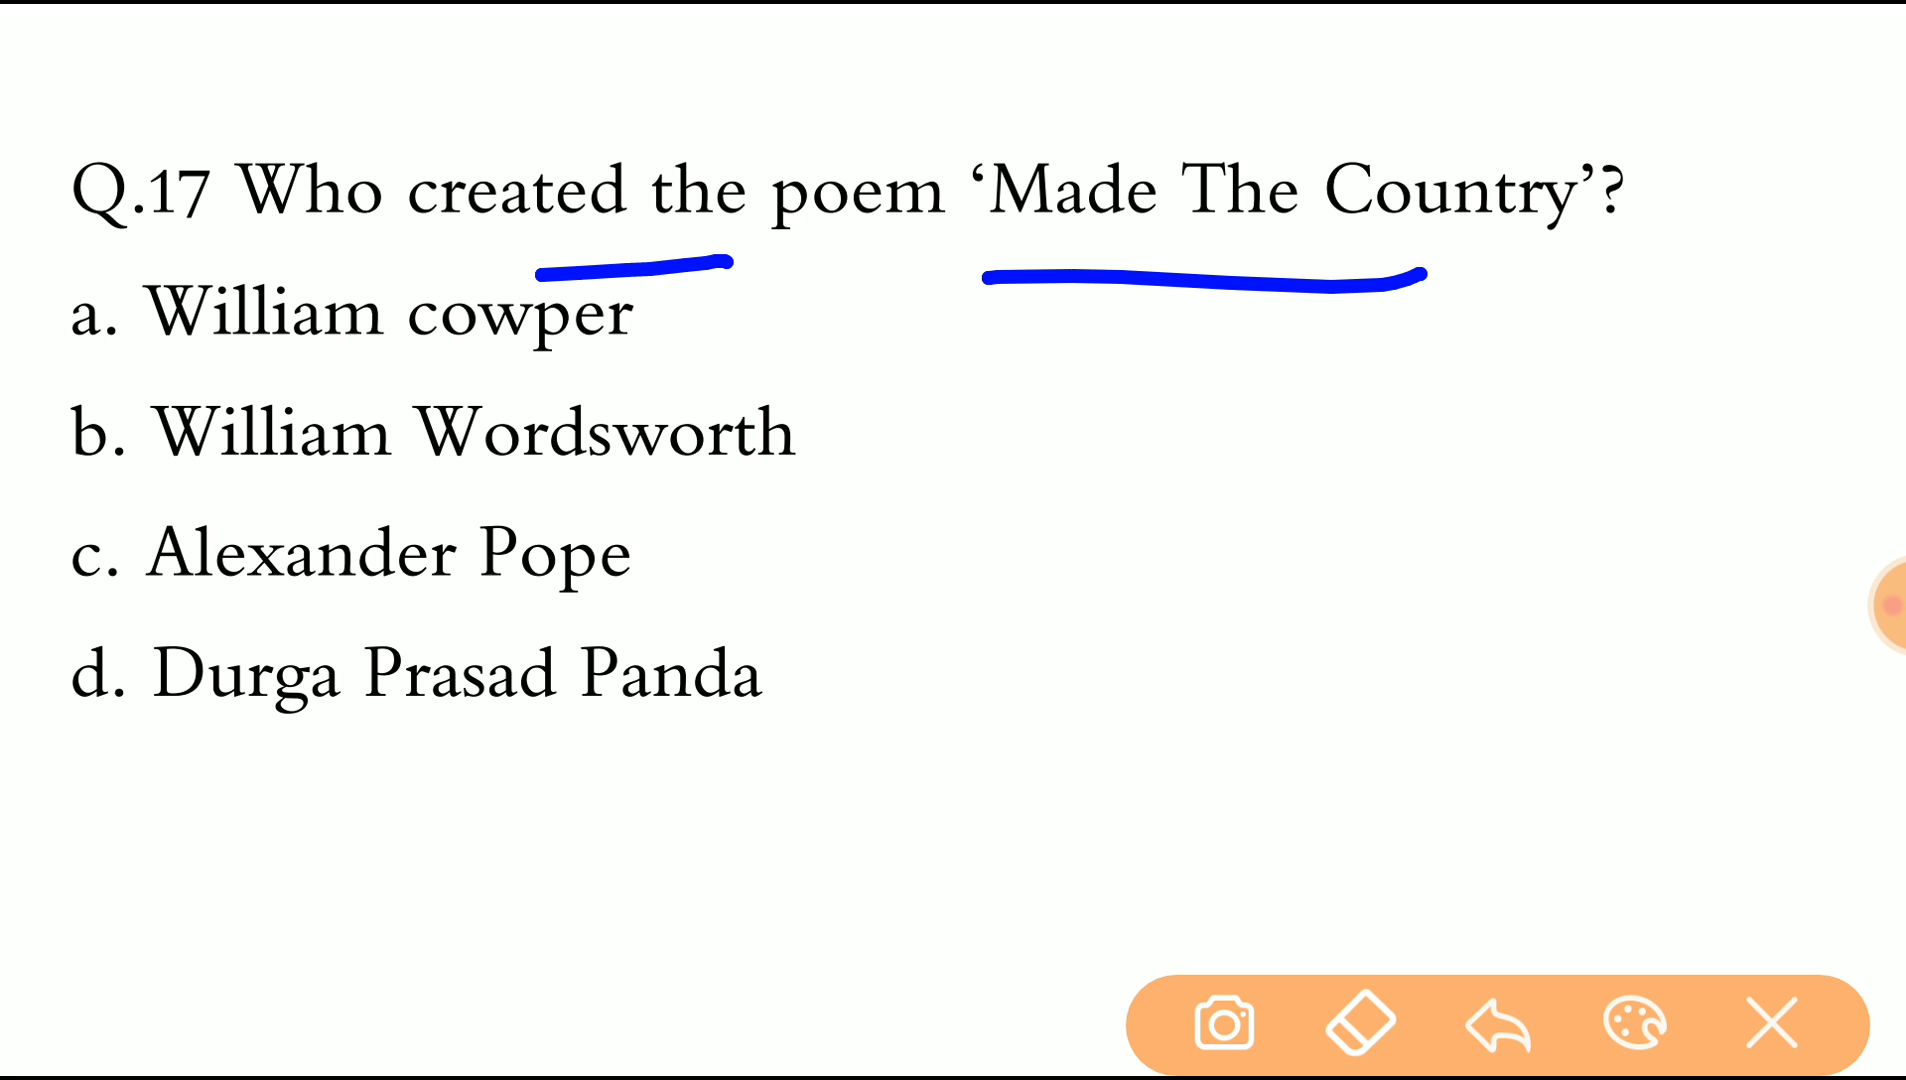 Q.17 Who created the poem ‘Made The Country’?
a. William cowper
b. William Wordsworth
c. Alexander Pope
d. Durga Prasad Panda